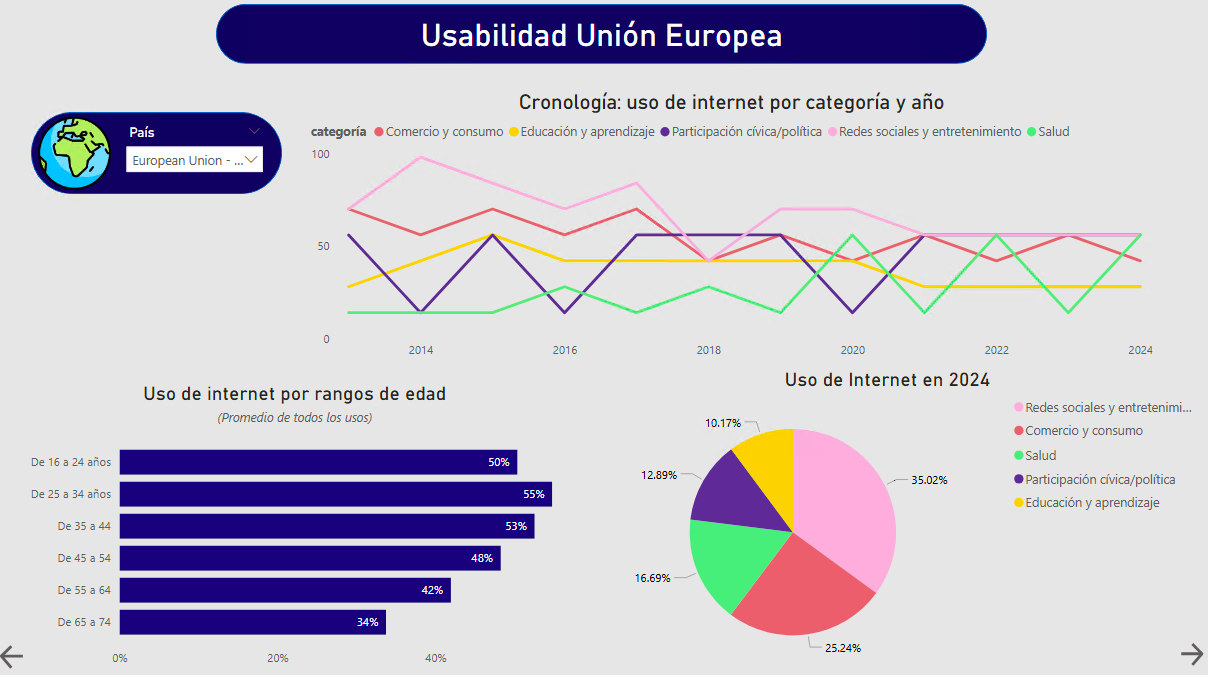 Usabilidad Unión Europea
País
European Union - ...
Cronología: uso de internet por categoría y año
categoría Comercio y consumo Educación y aprendizaje Participación cívica/política Redes sociales y entretenimiento Salud
100
50
0
2014 2016 2018 2020 2022 2024
Uso de internet por rangos de edad
(Promedio de todos los usos)
De 16 a 24 años 50%
De 25 a 34 años 55%
De 35 a 44 53%
De 45 a 54 48%
De 55 a 64 42%
De 65 a 74 34%
0% 20% 40%
Uso de Internet en 2024
10.17%
12.89%
35.02%
16.69%
25.24%
Redes sociales y entretenimi...
Comercio y consumo
Salud
Participación cívica/política
Educación y aprendizaje